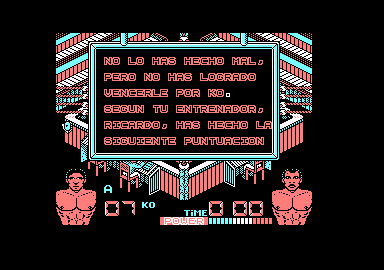 NO LO HAS HECHO MAL,
PERO NO HAS LOGRADO
VENCERLE POR KO.
SEGUN TU ENTRENADOR,
RICARDO, HAS HECHO LA
SIGUIENTE PUNTUACION
A
07 KO TiME 0 00
POWER